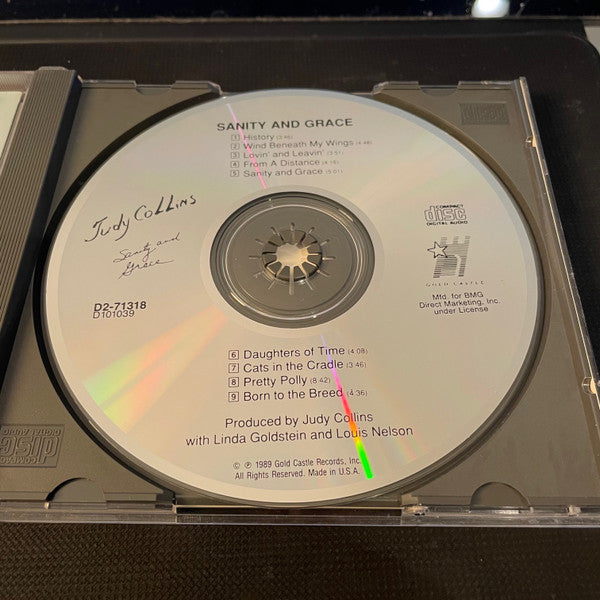 SANITY AND GRACE
1 History (3:46)
2 Wind Beneath My Wings (4:48)
3 Lovin' and Leavin' (3:51)
4 From A Distance (4:16)
5 Sanity and Grace (5:01)
Judy Collins
Sanity and
Grace
COMPACT
disc
DIGITAL AUDIO
GOLD CASTLE
D2-71318
D101039
Mfd. for BMG
Direct Marketing, Inc.
under License
6 Daughters of Time (4:08)
7 Cats in the Cradle (3:46)
8 Pretty Polly (8:42)
9 Born to the Breed (4:36)
Produced by Judy Collins
with Linda Goldstein and Louis Nelson
© ℗ 1989 Gold Castle Records, Inc.
All Rights Reserved. Made in U.S.A.
COMPACT
disc
DIGITAL AUDIO